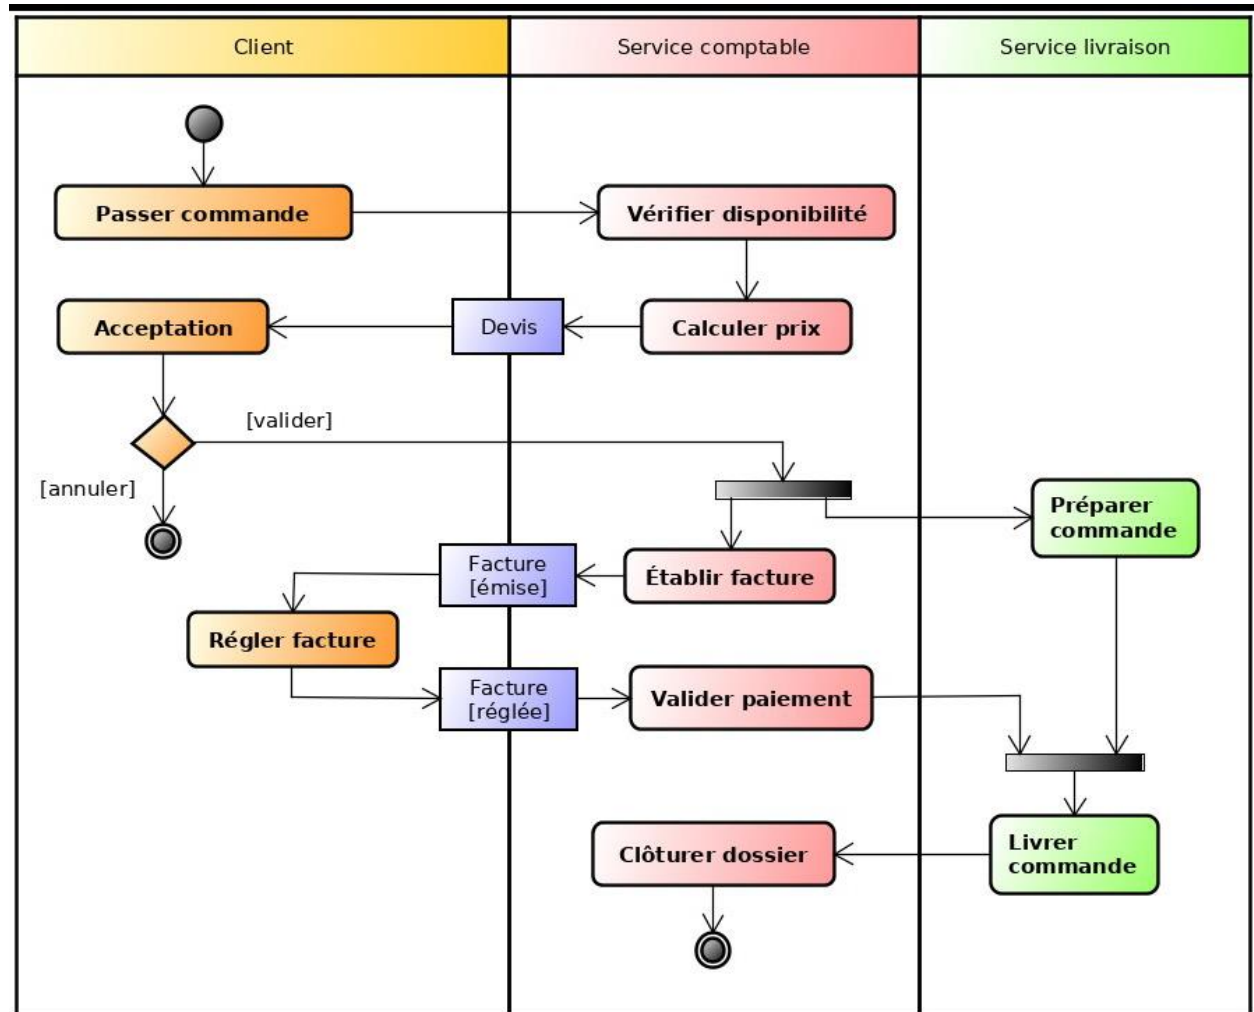 Client
Service comptable
Service livraison
Passer commande
Vérifier disponibilité
Acceptation
Devis
Calculer prix
[valider]
[annuler]
Préparer
commande
Facture
[émise]
Établir facture
Régler facture
Facture
[réglée]
Valider paiement
Clôturer dossier
Livrer
commande